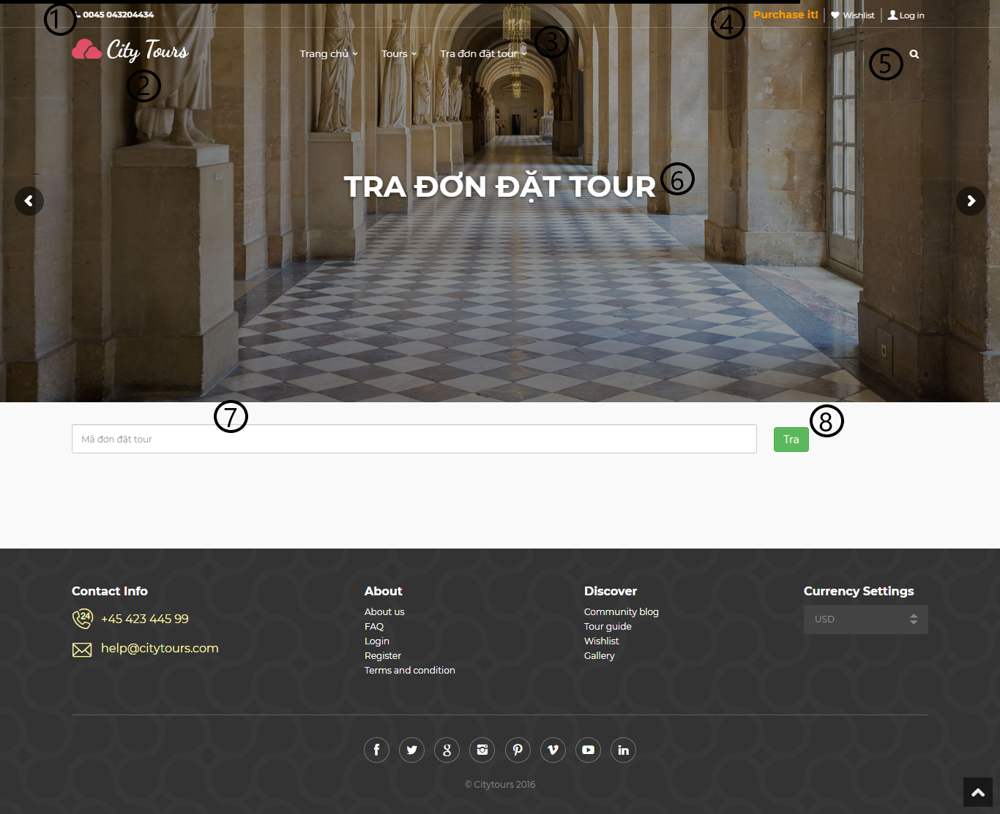 1
0045 043204434
4
Purchase it!
Wishlist
Log in
City Tours
2
Trang chủ
Tours
Tra đơn đặt tour
3
5
TRA ĐƠN ĐẶT TOUR
6
7
Mã đơn đặt tour
Tra
8
Contact Info
24
+45 423 445 99
help@citytours.com
About
About us
FAQ
Login
Register
Terms and condition
Discover
Community blog
Tour guide
Wishlist
Gallery
Currency Settings
USD
© Citytours 2016